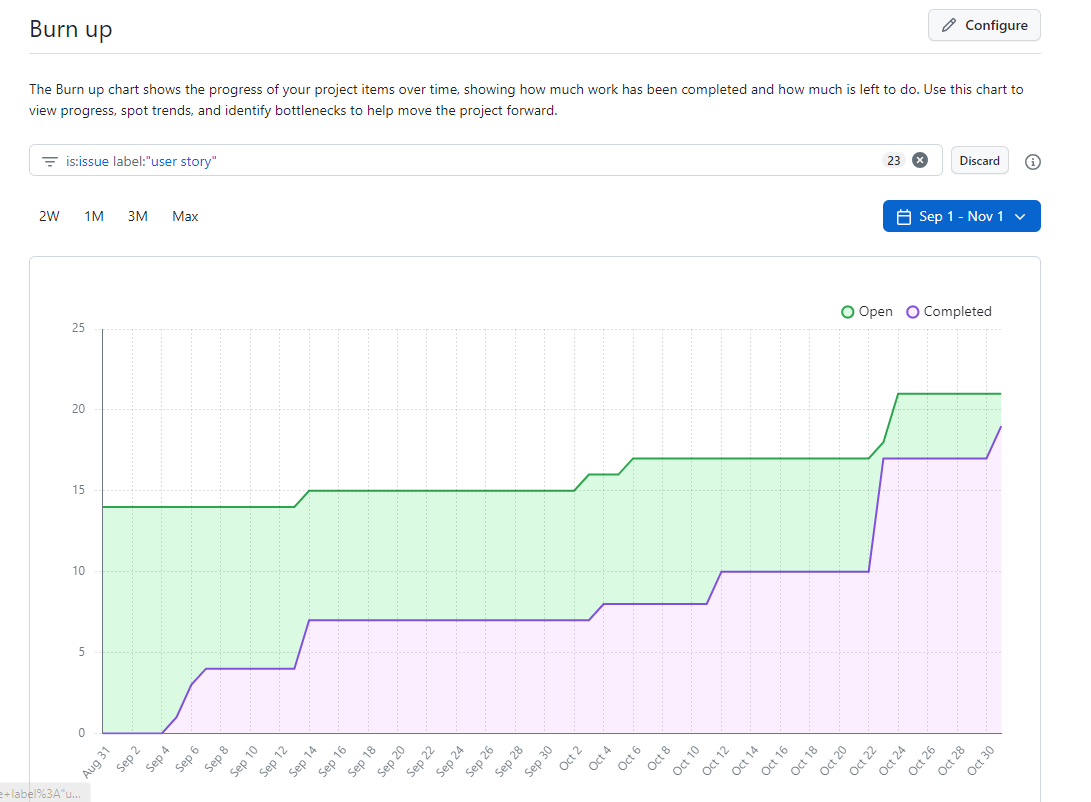 Burn up
Configure
The Burn up chart shows the progress of your project items over time, showing how much work has been completed and how much is left to do. Use this chart to
view progress, spot trends, and identify bottlenecks to help move the project forward.
is:issue label:"user story"
23
Discard
2W 1M 3M Max
Sep 1 - Nov 1
Open Completed
25
20
15
10
5
0
Aug 31 Sep 2 Sep 4 Sep 6 Sep 8 Sep 10 Sep 12 Sep 14 Sep 16 Sep 18 Sep 20 Sep 22 Sep 24 Sep 26 Sep 28 Sep 30 Oct 2 Oct 4 Oct 6 Oct 8 Oct 10 Oct 12 Oct 14 Oct 16 Oct 18 Oct 20 Oct 22 Oct 24 Oct 26 Oct 28 Oct 30
e+label%3A"u...